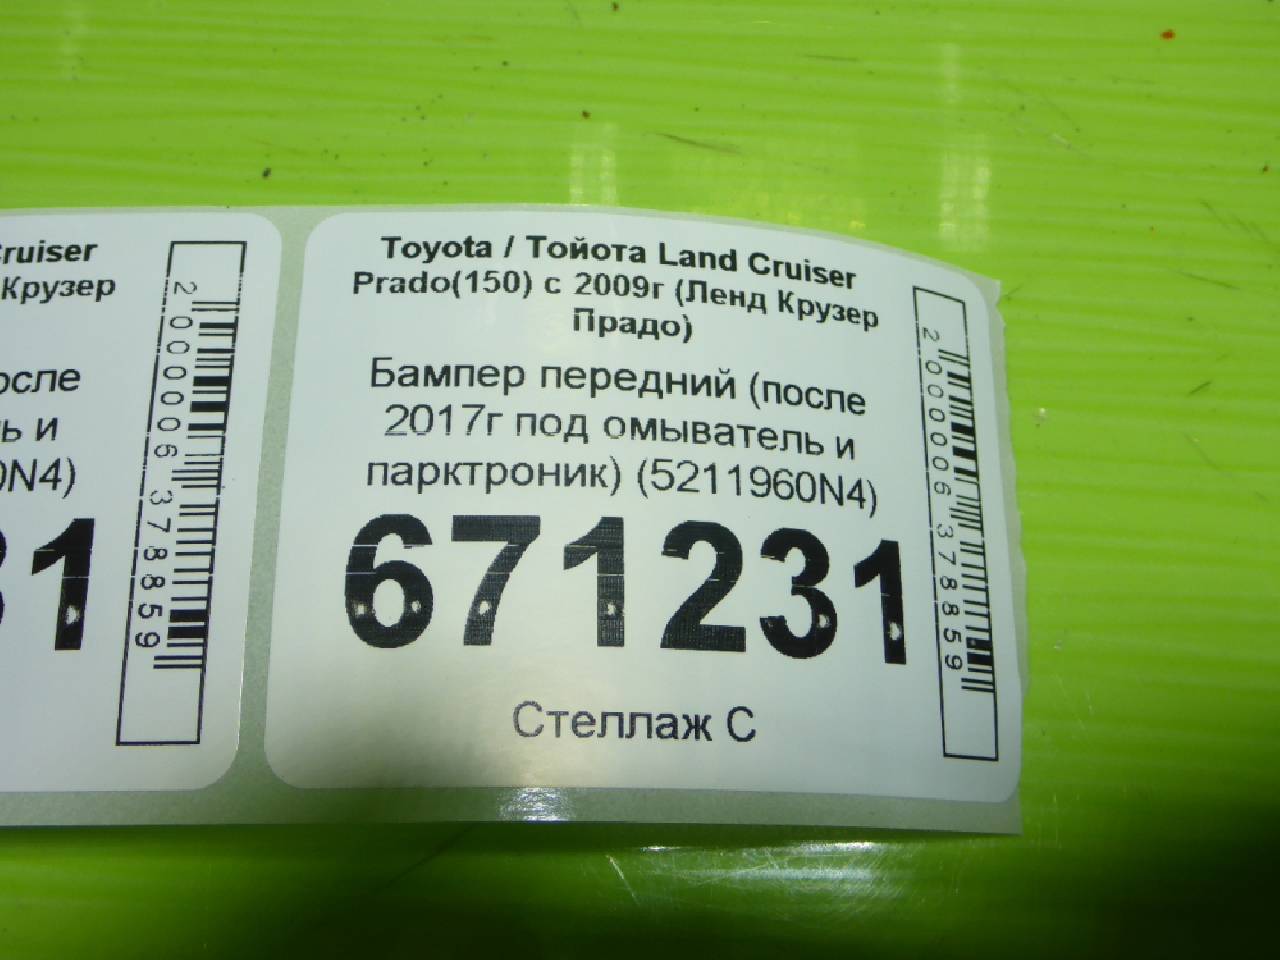 Cruiser
Крузер
осле
ь и
0N4)
31
2000006378859
Toyota / Тойота Land Cruiser
Prado(150) с 2009г (Ленд Крузер
Прадо)
Бампер передний (после
2017г под омыватель и
парктроник) (5211960N4)
671231
Стеллаж С
2000006378859